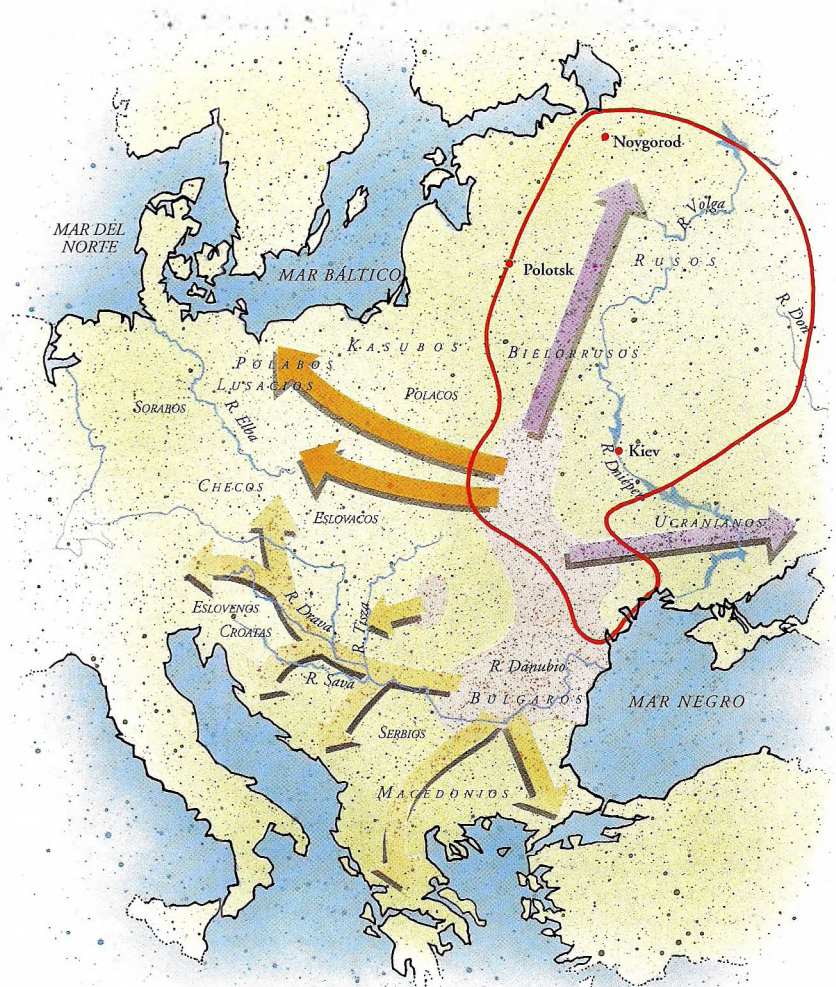 Novgorod
R. Volga
MAR DEL
NORTE
RUSOS
MAR BÁLTICO
Polotsk
R. Don
KASUBOS
BIELORRUSOS
POLABOS
LUSACIOS
POLACOS
SORABOS
R. Elba
Kiev
R. Dniéper
CHECOS
ESLOVACOS
UCRANIANOS
ESLOVENOS
R. Drava
R. Tisza
CROATAS
R. Sava
R. Danubio
BULGAROS
MAR NEGRO
SERBIOS
MACEDONIOS